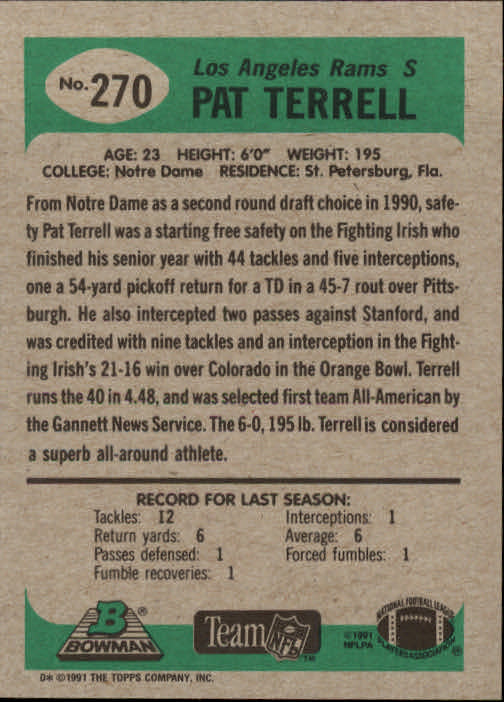 No. 270
Los Angeles Rams S
PAT TERRELL
AGE: 23 HEIGHT: 6'0" WEIGHT: 195
COLLEGE: Notre Dame RESIDENCE: St. Petersburg, Fla.
From Notre Dame as a second round draft choice in 1990, safe-
ty Pat Terrell was a starting free safety on the Fighting Irish who
finished his senior year with 44 tackles and five interceptions,
one a 54-yard pickoff return for a TD in a 45-7 rout over Pitts-
burgh. He also intercepted two passes against Stanford, and
was credited with nine tackles and an interception in the Fight-
ing Irish's 21-16 win over Colorado in the Orange Bowl. Terrell
runs the 40 in 4.48, and was selected first team All-American by
the Gannett News Service. The 6-0, 195 lb. Terrell is considered
a superb all-around athlete.
RECORD FOR LAST SEASON:
Tackles: 12 Interceptions: 1
Return yards: 6 Average: 6
Passes defensed: 1 Forced fumbles: 1
Fumble recoveries: 1
B®
BOWMAN
Team NFL™
©1991
NFLPA
NATIONAL FOOTBALL LEAGUE
PLAYERS ASSOCIATION®
D* ©1991 THE TOPPS COMPANY, INC.